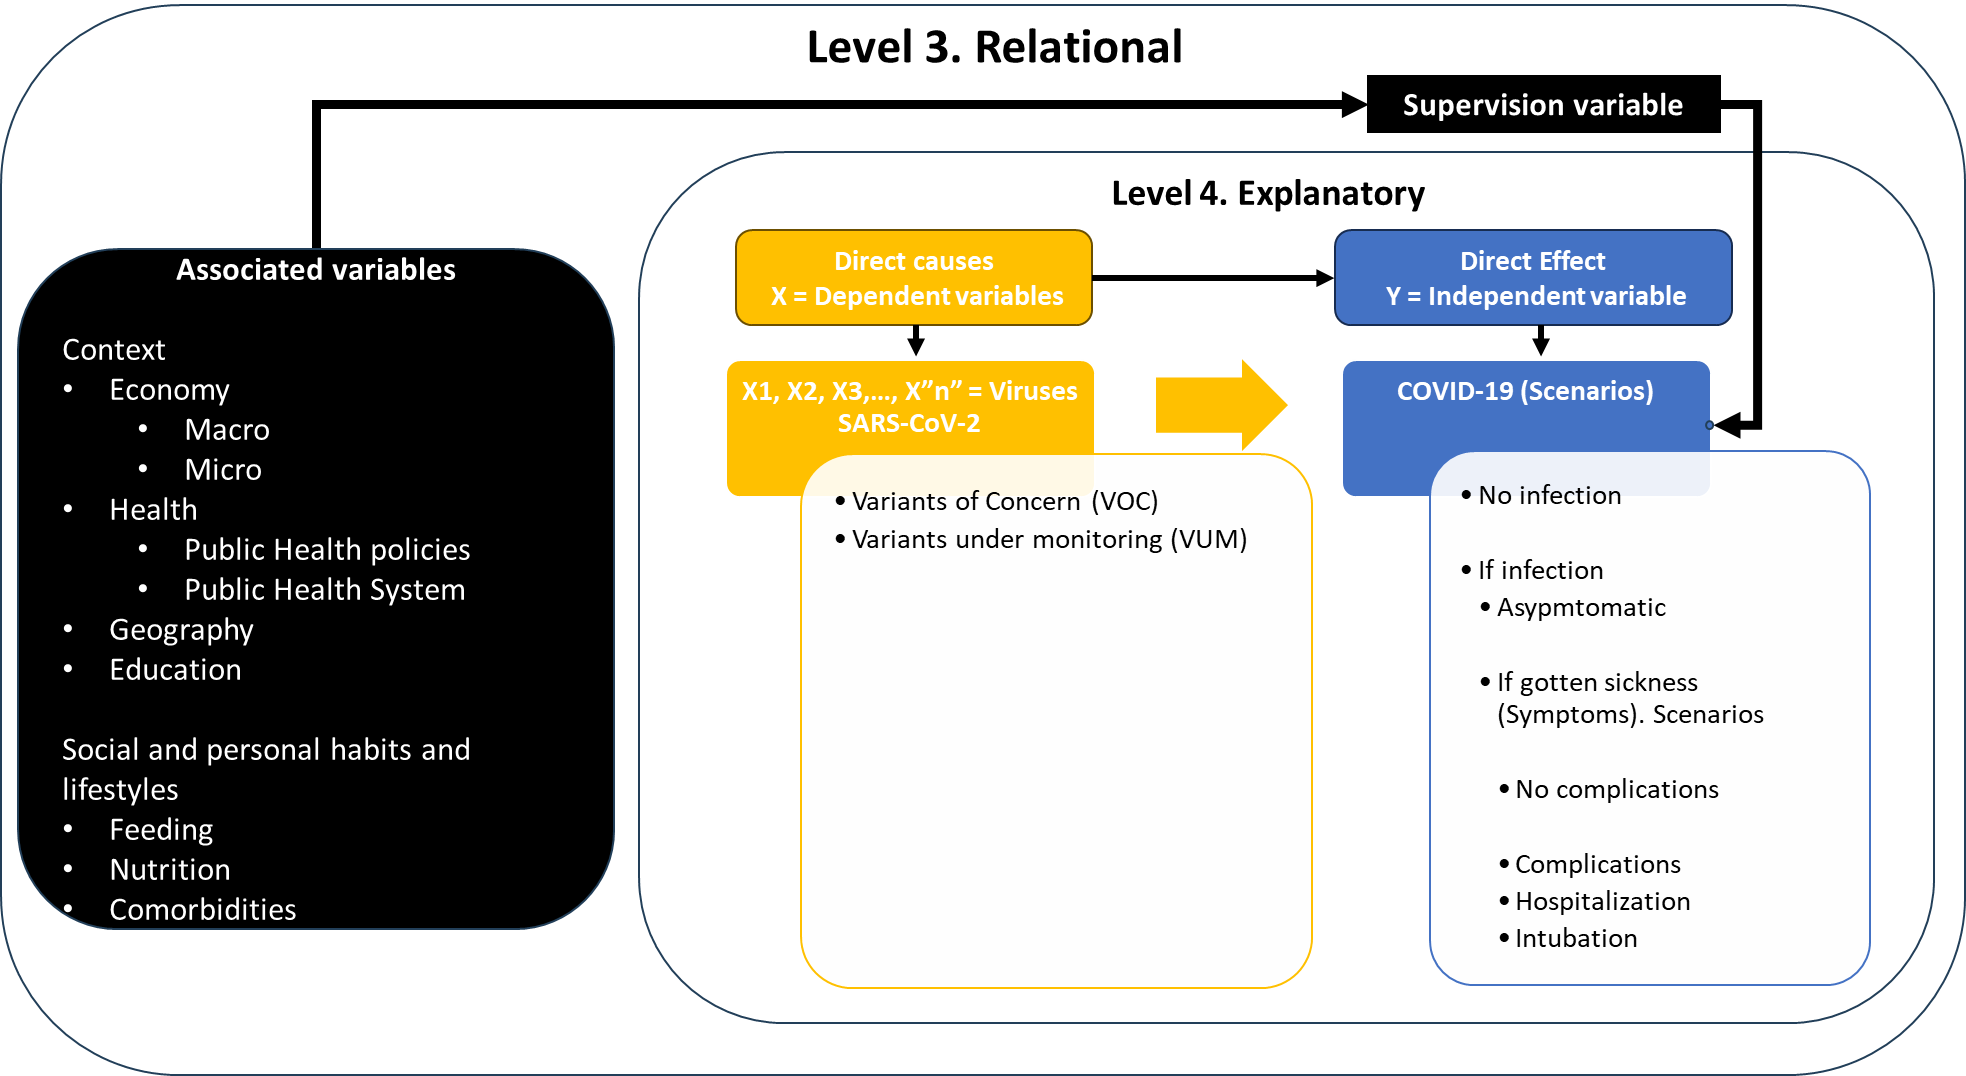 Level 3. Relational
Supervision variable
Level 4. Explanatory
Associated variables
Context
• Economy
• Macro
• Micro
• Health
• Public Health policies
• Public Health System
• Geography
• Education
Social and personal habits and
lifestyles
• Feeding
• Nutrition
• Comorbidities
Direct causes
X = Dependent variables
X1, X2, X3,..., X”n” = Viruses
SARS-CoV-2
• Variants of Concern (VOC)
• Variants under monitoring (VUM)
Direct Effect
Y = Independent variable
COVID-19 (Scenarios)
• No infection
• If infection
• Asypmtomatic
• If gotten sickness
(Symptoms). Scenarios
• No complications
• Complications
• Hospitalization
• Intubation